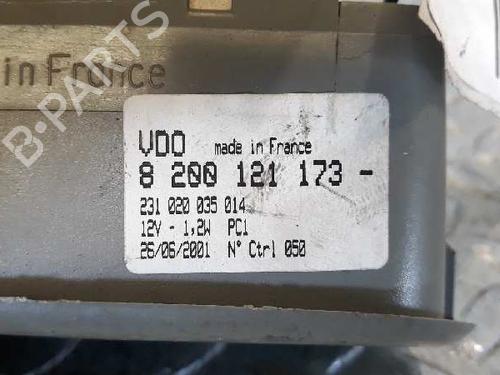 in France
VDO made in France
8 200 121 173 -
231 020 035 014
12V - 1,2W PC1
26/06/2001 N° Ctrl 050
B-PARTS